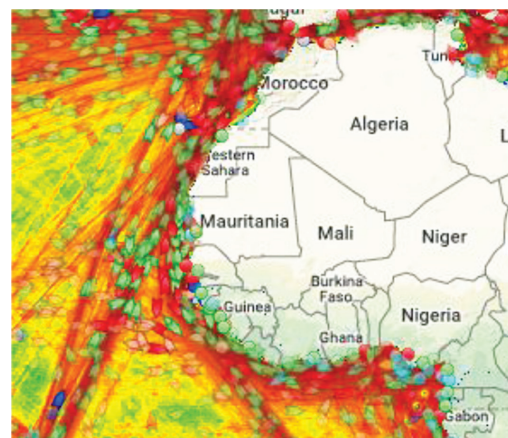 Morocco
Tun
Algeria
L
estern
Sahara
Mauritania
Mali
Niger
Burkina
Faso
Guinea
Nigeria
Ghana
Gabon